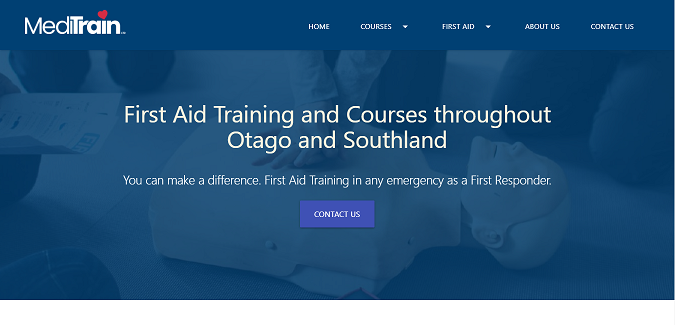 MediTrain
HOME
COURSES
FIRST AID
ABOUT US
CONTACT US
First Aid Training and Courses throughout
Otago and Southland
You can make a difference. First Aid Training in any emergency as a First Responder.
CONTACT US